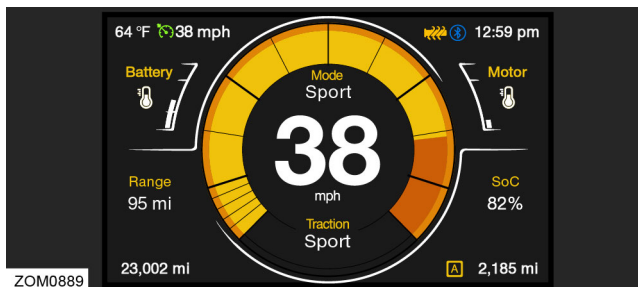 64 °F 38 mph
12:59 pm
Battery
Mode
Sport
Motor
38
mph
Range
95 mi
SoC
82%
Traction
Sport
23,002 mi
A 2,185 mi
ZOM0889